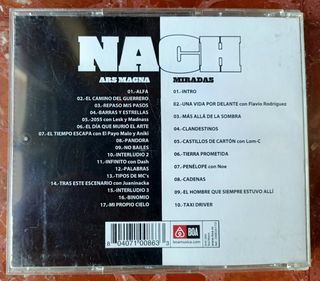 NACH
ARS MAGNA
01.-ALFA
02.-EL CAMINO DEL GUERRERO
03.-REPASO MIS PASOS
04.-BARRAS Y ESTRELLAS
05.-2055 con Lesk y Madnass
06.-EL DÍA QUE MURIÓ EL ARTE
07.-EL TIEMPO ESCAPA con El Payo Malo y Aniki
08.-PANDORA
09.-NO BAILES
10.-INTERLUDIO 2
11.-INFINITO con Dash
12.-PALABRAS
13.-TIPOS DE MC's
14.-TRAS ESTE ESCENARIO con Juaninacka
15.-INTERLUDIO 3
16.-BINOMIO
17.-MI PROPIO CIELO
MIRADAS
01.-INTRO
02.-UNA VIDA POR DELANTE con Flavio Rodríguez
03.-MÁS ALLÁ DE LA SOMBRA
04.-CLANDESTINOS
05.-CASTILLOS DE CARTÓN con Lom-C
06.-TIERRA PROMETIDA
07.-PENÉLOPE con Noe
08.-CADENAS
09.-EL HOMBRE QUE SIEMPRE ESTUVO ALLÍ
10.-TAXI DRIVER
8 04071 00863
BOA
boamusica.com